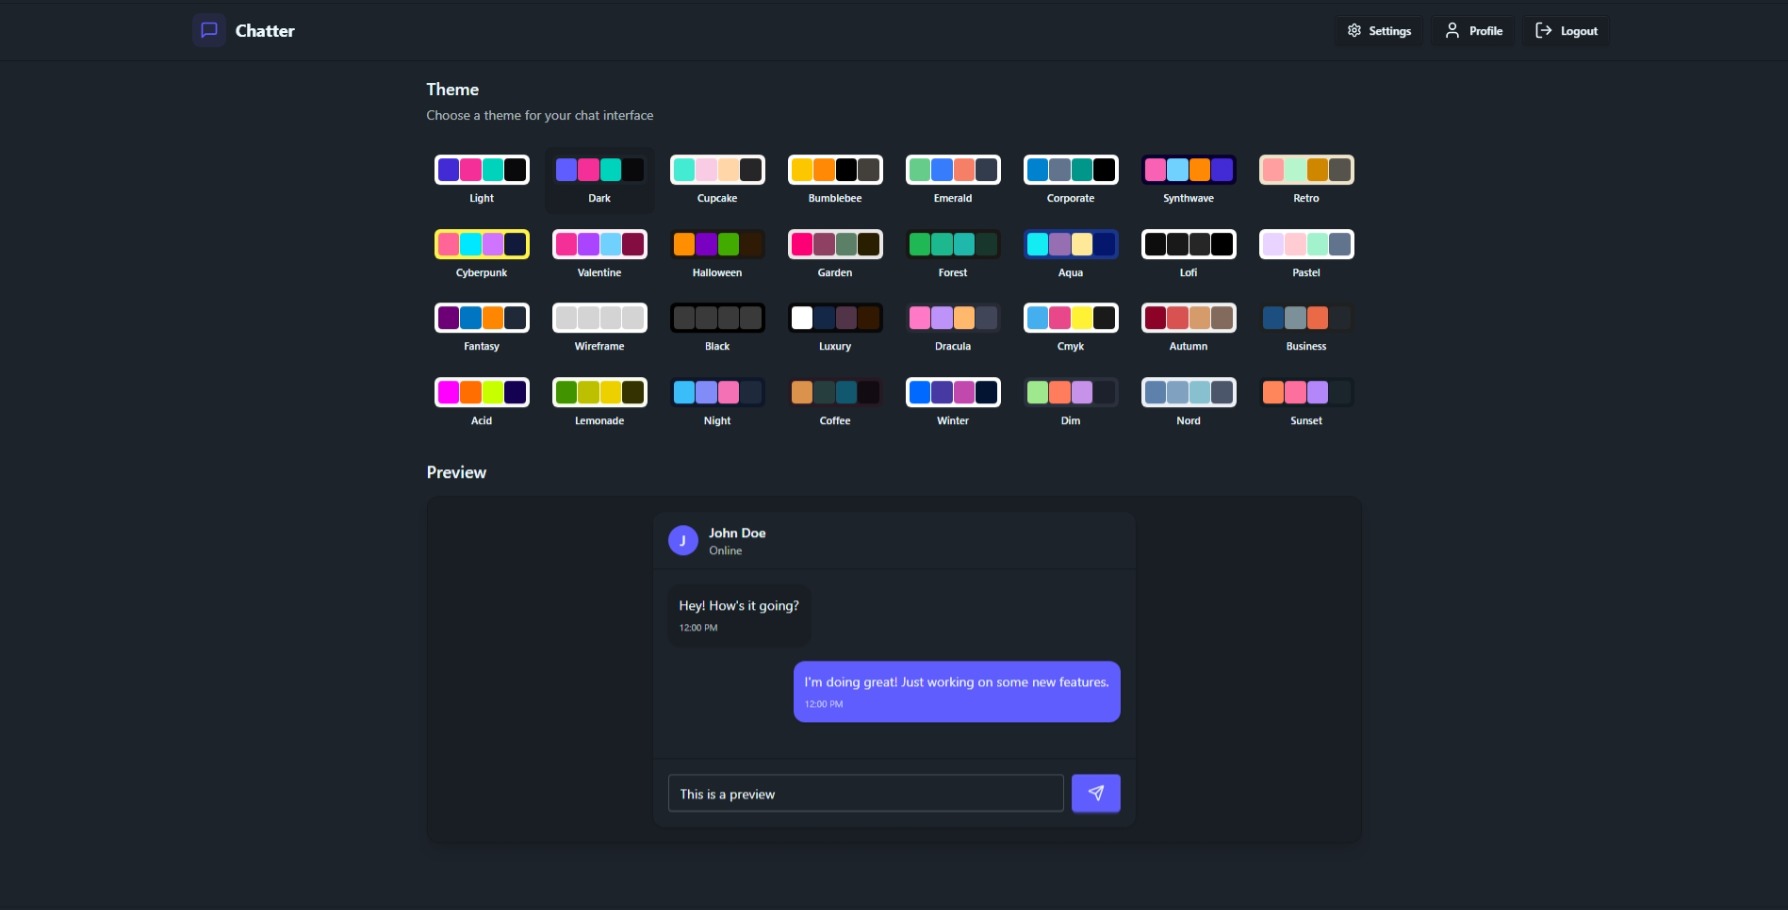 Chatter
Settings
Profile
Logout
Theme
Choose a theme for your chat interface
Light
Dark
Cupcake
Bumblebee
Emerald
Corporate
Synthwave
Retro
Cyberpunk
Valentine
Halloween
Garden
Forest
Aqua
Lofi
Pastel
Fantasy
Wireframe
Black
Luxury
Dracula
Cmyk
Autumn
Business
Acid
Lemonade
Night
Coffee
Winter
Dim
Nord
Sunset
Preview
J
John Doe
Online
Hey! How's it going?
12:00 PM
I'm doing great! Just working on some new features.
12:00 PM
This is a preview